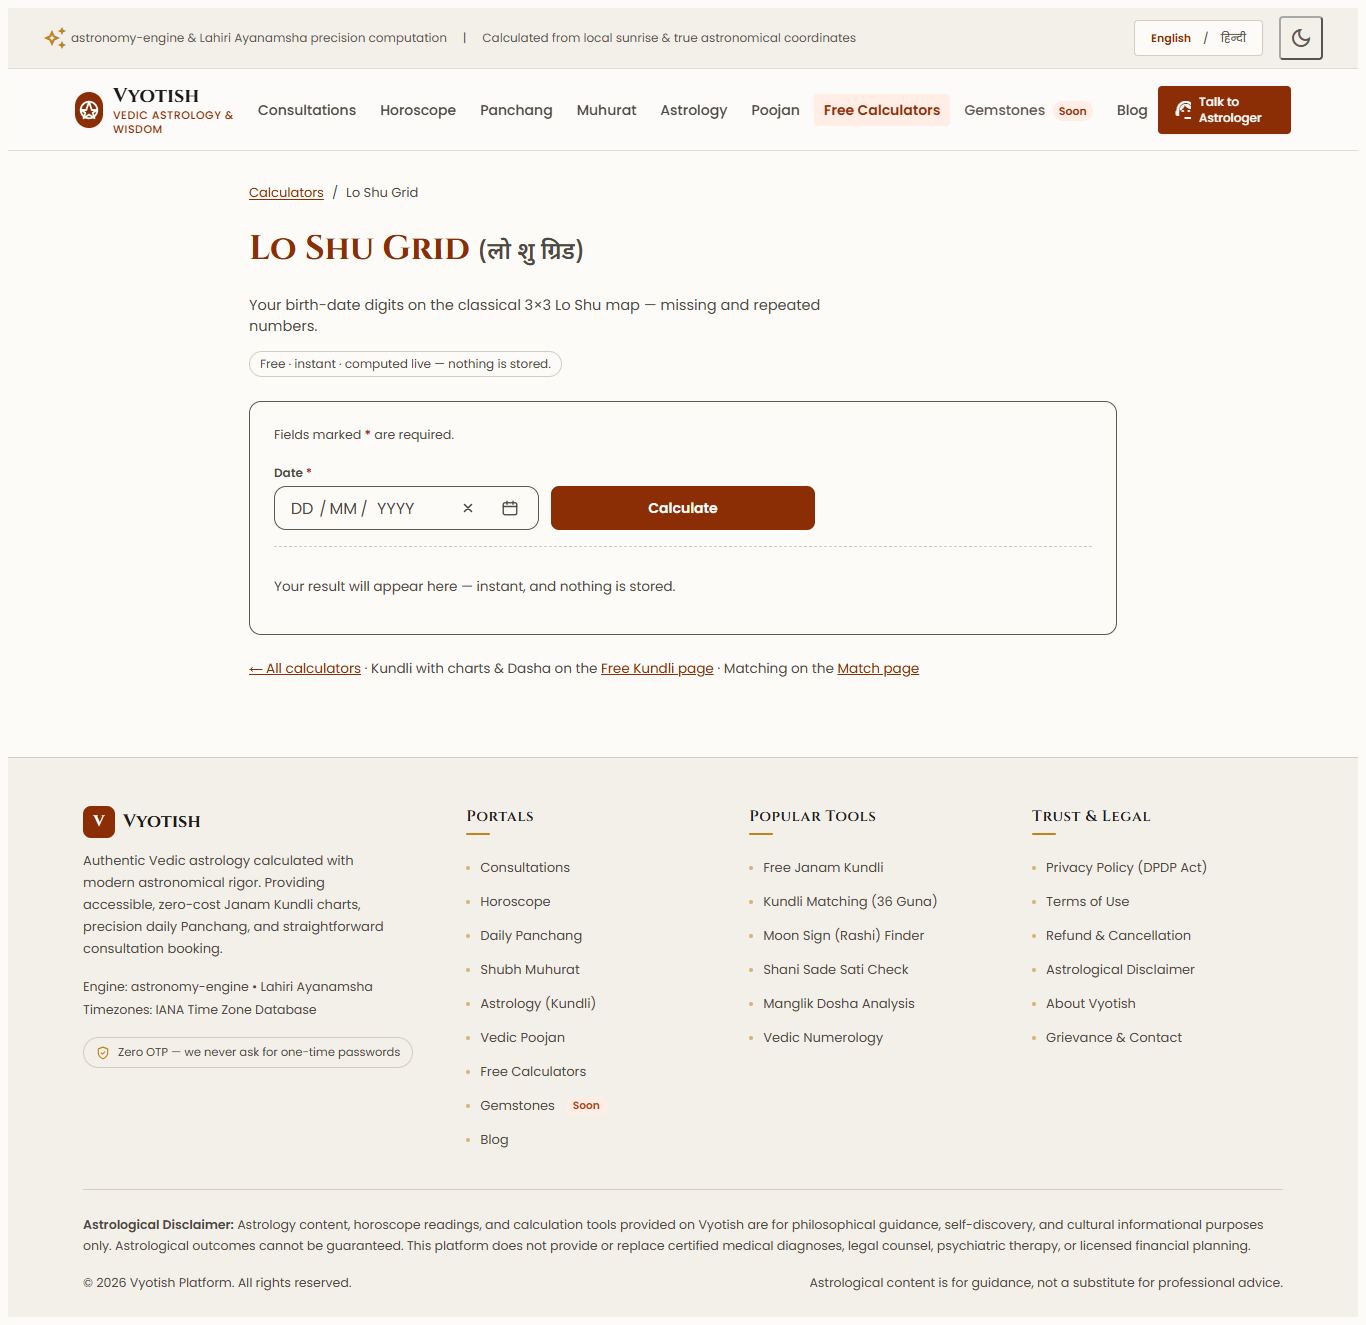 astronomy-engine & Lahiri Ayanamsha precision computation | Calculated from local sunrise & true astronomical coordinates
English / हिन्दी
Vyotish
VEDIC ASTROLOGY & WISDOM
Consultations
Horoscope
Panchang
Muhurat
Astrology
Poojan
Free Calculators
Gemstones Soon
Blog
Talk to Astrologer
Calculators / Lo Shu Grid
Lo Shu Grid (लो शु ग्रिड)
Your birth-date digits on the classical 3×3 Lo Shu map — missing and repeated
numbers.
Free · instant · computed live — nothing is stored.
Fields marked * are required.
Date *
DD / MM / YYYY
Calculate
Your result will appear here — instant, and nothing is stored.
← All calculators · Kundli with charts & Dasha on the Free Kundli page · Matching on the Match page
V Vyotish
Authentic Vedic astrology calculated with
modern astronomical rigor. Providing
accessible, zero-cost Janam Kundli charts,
precision daily Panchang, and straightforward
consultation booking.
Engine: astronomy-engine • Lahiri Ayanamsha
Timezones: IANA Time Zone Database
Zero OTP — we never ask for one-time passwords
Portals
Consultations
Horoscope
Daily Panchang
Shubh Muhurat
Astrology (Kundli)
Vedic Poojan
Free Calculators
Gemstones Soon
Blog
Popular Tools
Free Janam Kundli
Kundli Matching (36 Guna)
Moon Sign (Rashi) Finder
Shani Sade Sati Check
Manglik Dosha Analysis
Vedic Numerology
Trust & Legal
Privacy Policy (DPDP Act)
Terms of Use
Refund & Cancellation
Astrological Disclaimer
About Vyotish
Grievance & Contact
Astrological Disclaimer: Astrology content, horoscope readings, and calculation tools provided on Vyotish are for philosophical guidance, self-discovery, and cultural informational purposes
only. Astrological outcomes cannot be guaranteed. This platform does not provide or replace certified medical diagnoses, legal counsel, psychiatric therapy, or licensed financial planning.
© 2026 Vyotish Platform. All rights reserved.
Astrological content is for guidance, not a substitute for professional advice.